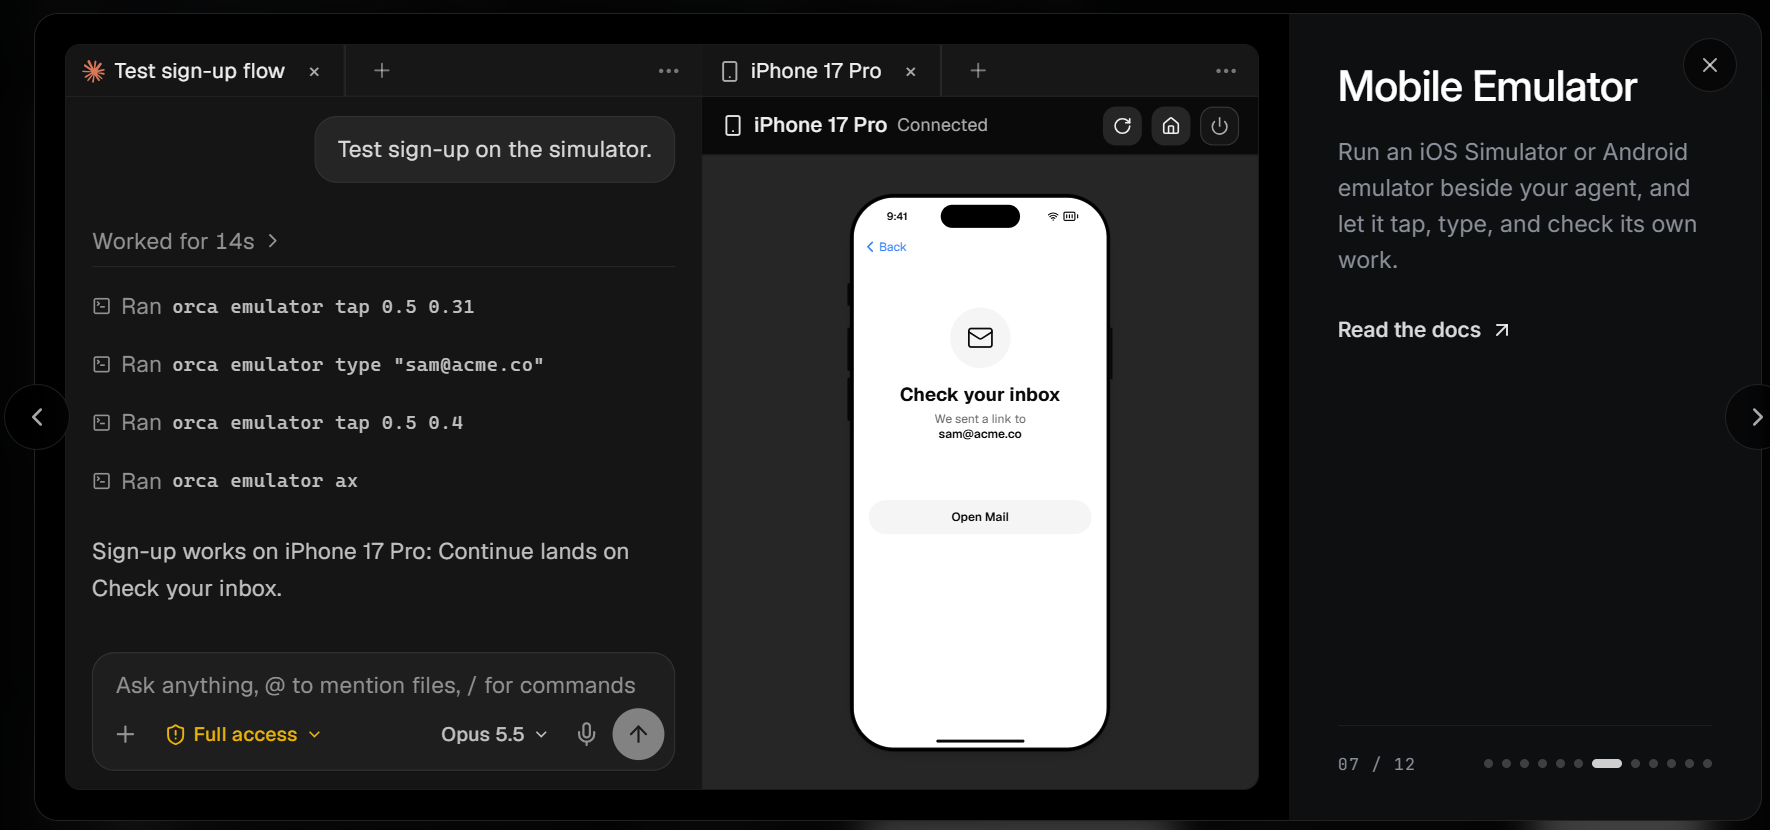 Test sign-up flow
iPhone 17 Pro
iPhone 17 Pro Connected
Test sign-up on the simulator.
Worked for 14s
Ran orca emulator tap 0.5 0.31
Ran orca emulator type "sam@acme.co"
Ran orca emulator tap 0.5 0.4
Ran orca emulator ax
Sign-up works on iPhone 17 Pro: Continue lands on
Check your inbox.
Ask anything, @ to mention files, / for commands
Full access
Opus 5.5
9:41
Back
Check your inbox
We sent a link to
sam@acme.co
Open Mail
Mobile Emulator
Run an iOS Simulator or Android
emulator beside your agent, and
let it tap, type, and check its own
work.
Read the docs
07 / 12